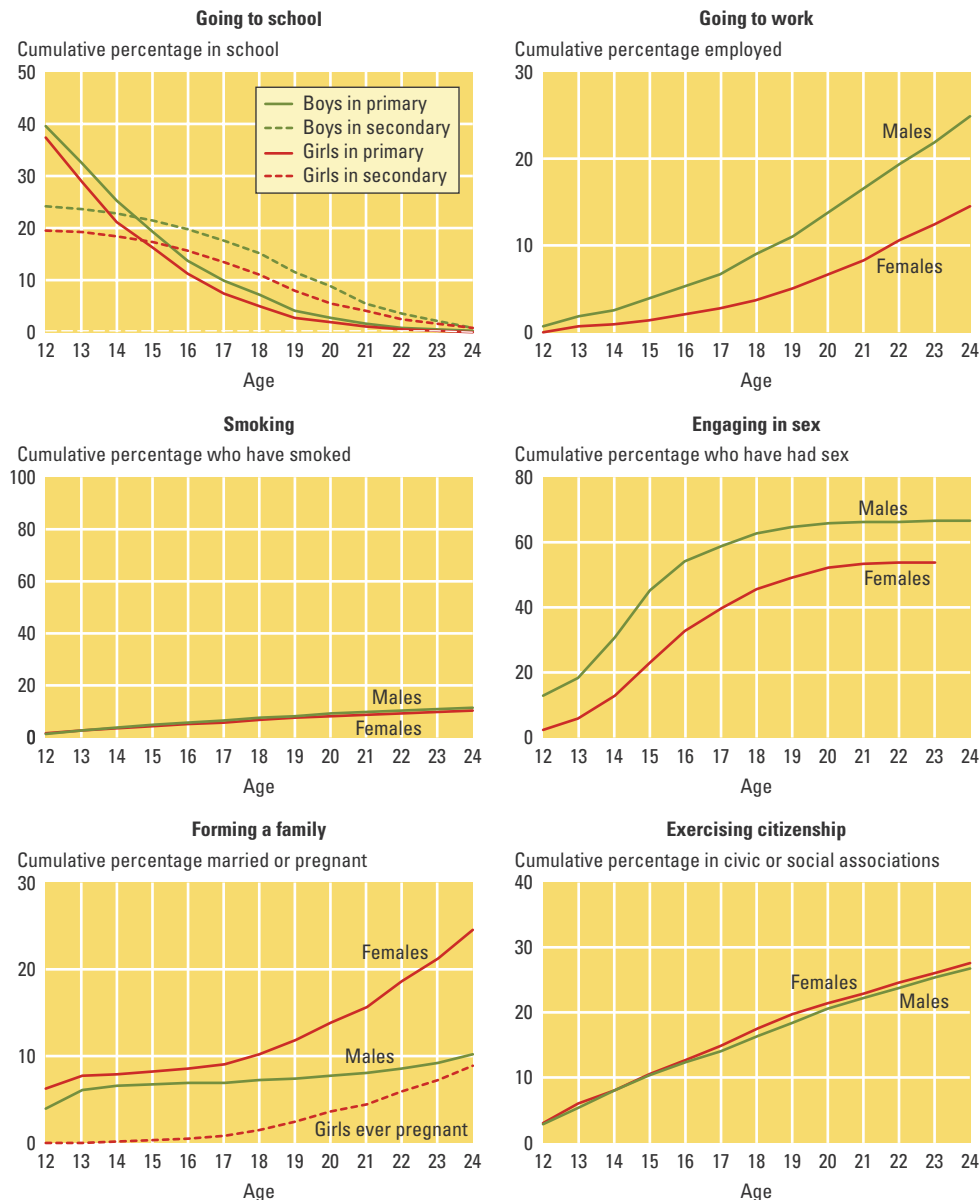 Going to school
Cumulative percentage in school
50
40
30
20
10
0
Boys in primary
Boys in secondary
Girls in primary
Girls in secondary
12 13 14 15 16 17 18 19 20 21 22 23 24
Age
Going to work
Cumulative percentage employed
30
20
10
0
Males
Females
12 13 14 15 16 17 18 19 20 21 22 23 24
Age
Smoking
Cumulative percentage who have smoked
100
80
60
40
20
0
Males
Females
12 13 14 15 16 17 18 19 20 21 22 23 24
Age
Engaging in sex
Cumulative percentage who have had sex
80
60
40
20
0
Males
Females
12 13 14 15 16 17 18 19 20 21 22 23 24
Age
Forming a family
Cumulative percentage married or pregnant
30
20
10
0
Females
Males
Girls ever pregnant
12 13 14 15 16 17 18 19 20 21 22 23 24
Age
Exercising citizenship
Cumulative percentage in civic or social associations
40
30
20
10
0
Females
Males
12 13 14 15 16 17 18 19 20 21 22 23 24
Age